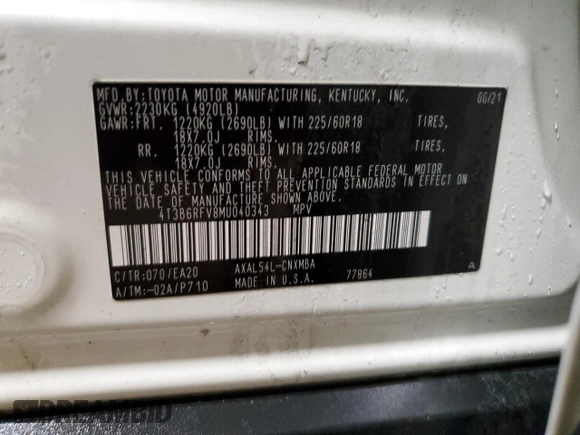 MFD. BY: TOYOTA MOTOR MANUFACTURING, KENTUCKY, INC. 06/21
GVWR: 2230KG (4920LB)
GAWR: FRT. 1220KG (2690LB) WITH 225/60R18 TIRES,
18X7.0J RIMS.
RR. 1220KG (2690LB) WITH 225/60R18 TIRES,
18X7.0J RIMS.
THIS VEHICLE CONFORMS TO ALL APPLICABLE FEDERAL MOTOR
VEHICLE SAFETY AND THEFT PREVENTION STANDARDS IN EFFECT ON
THE DATE OF MANUFACTURE SHOWN ABOVE.
4T3B6RFV8MU040343 MPV
C/TR: 070/EA20 AXAL54L-CNXMBA A
A/TM: -02A/P710 MADE IN U.S.A. 77864
DREAMBID